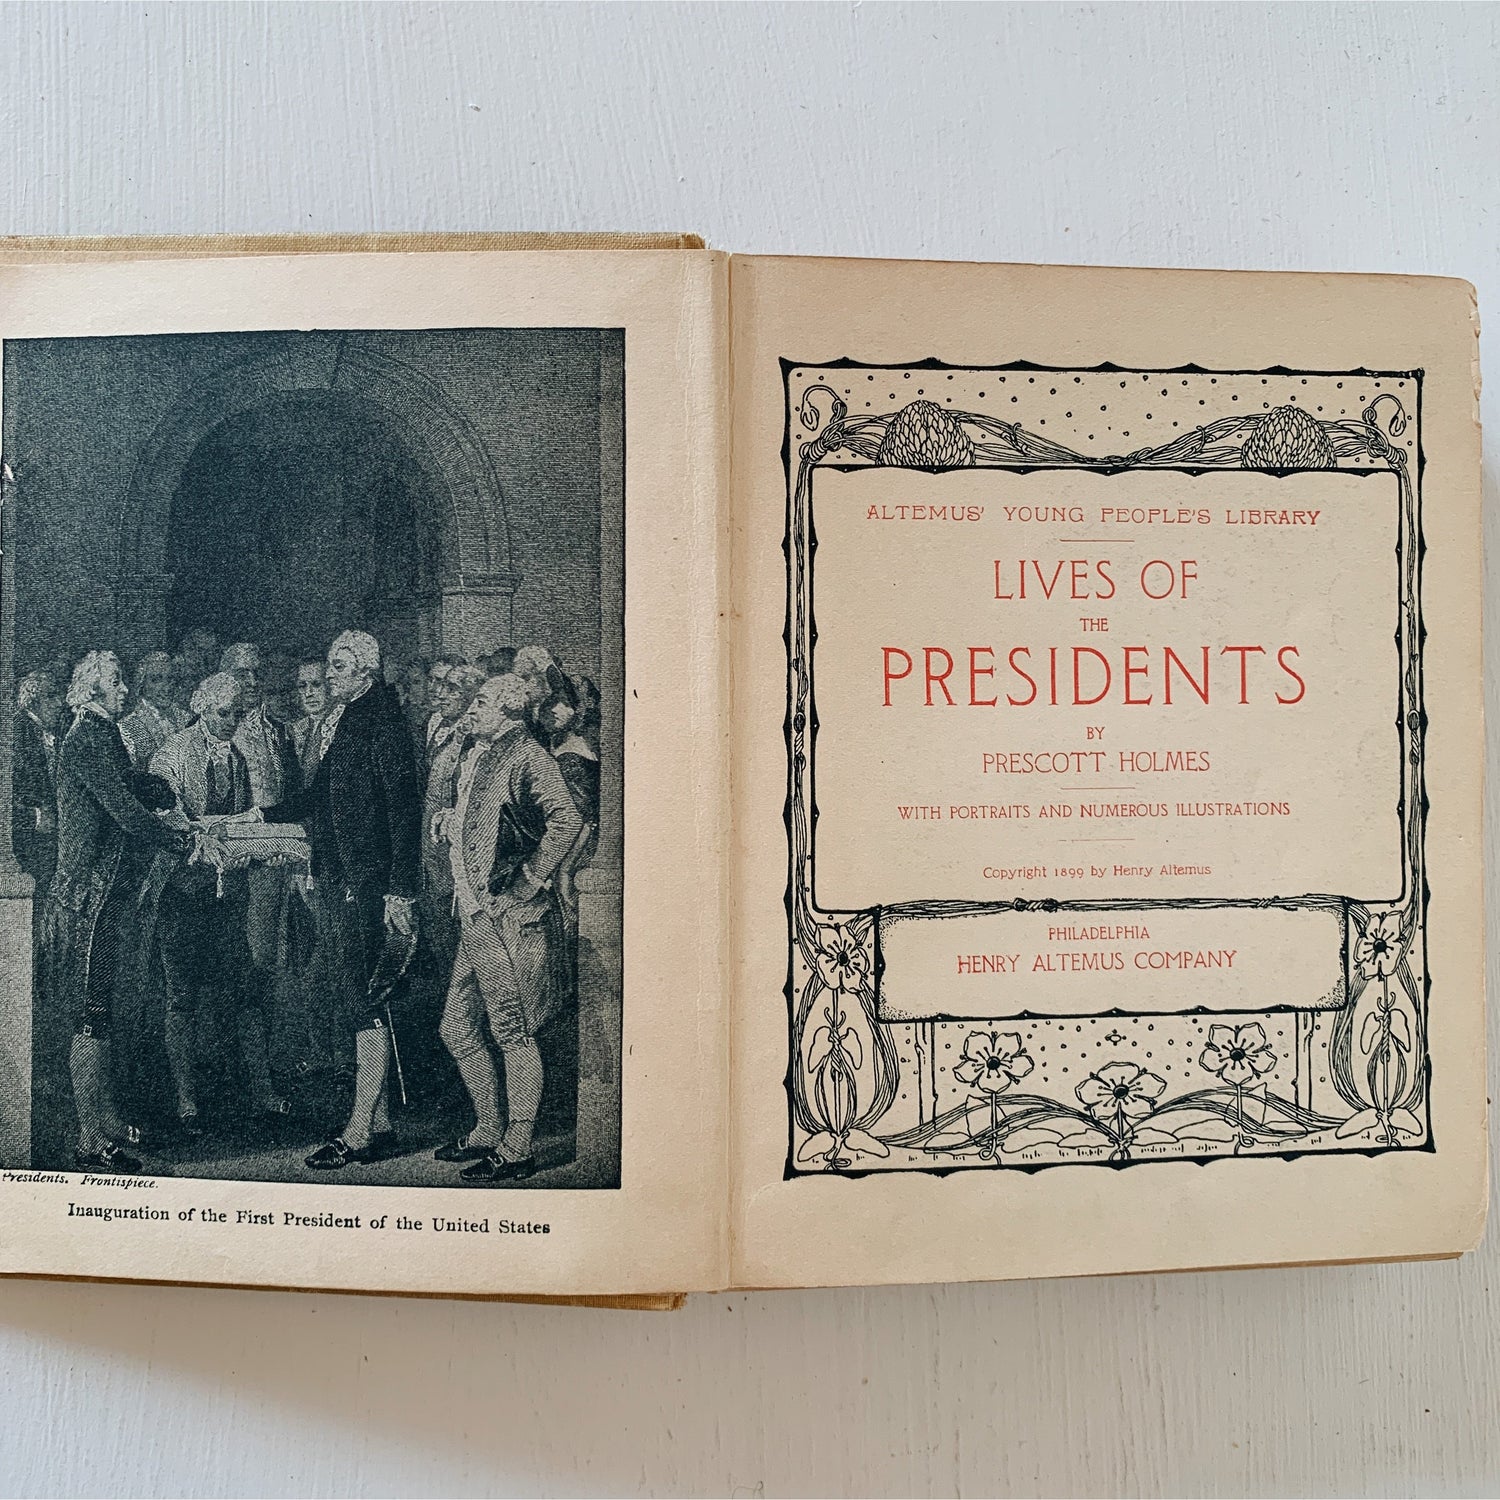 Presidents. Frontispiece.
Inauguration of the First President of the United States
ALTEMUS' YOUNG PEOPLE'S LIBRARY
LIVES OF
THE
PRESIDENTS
BY
PRESCOTT HOLMES
WITH PORTRAITS AND NUMEROUS ILLUSTRATIONS
Copyright 1899 by Henry Altemus
PHILADELPHIA
HENRY ALTEMUS COMPANY